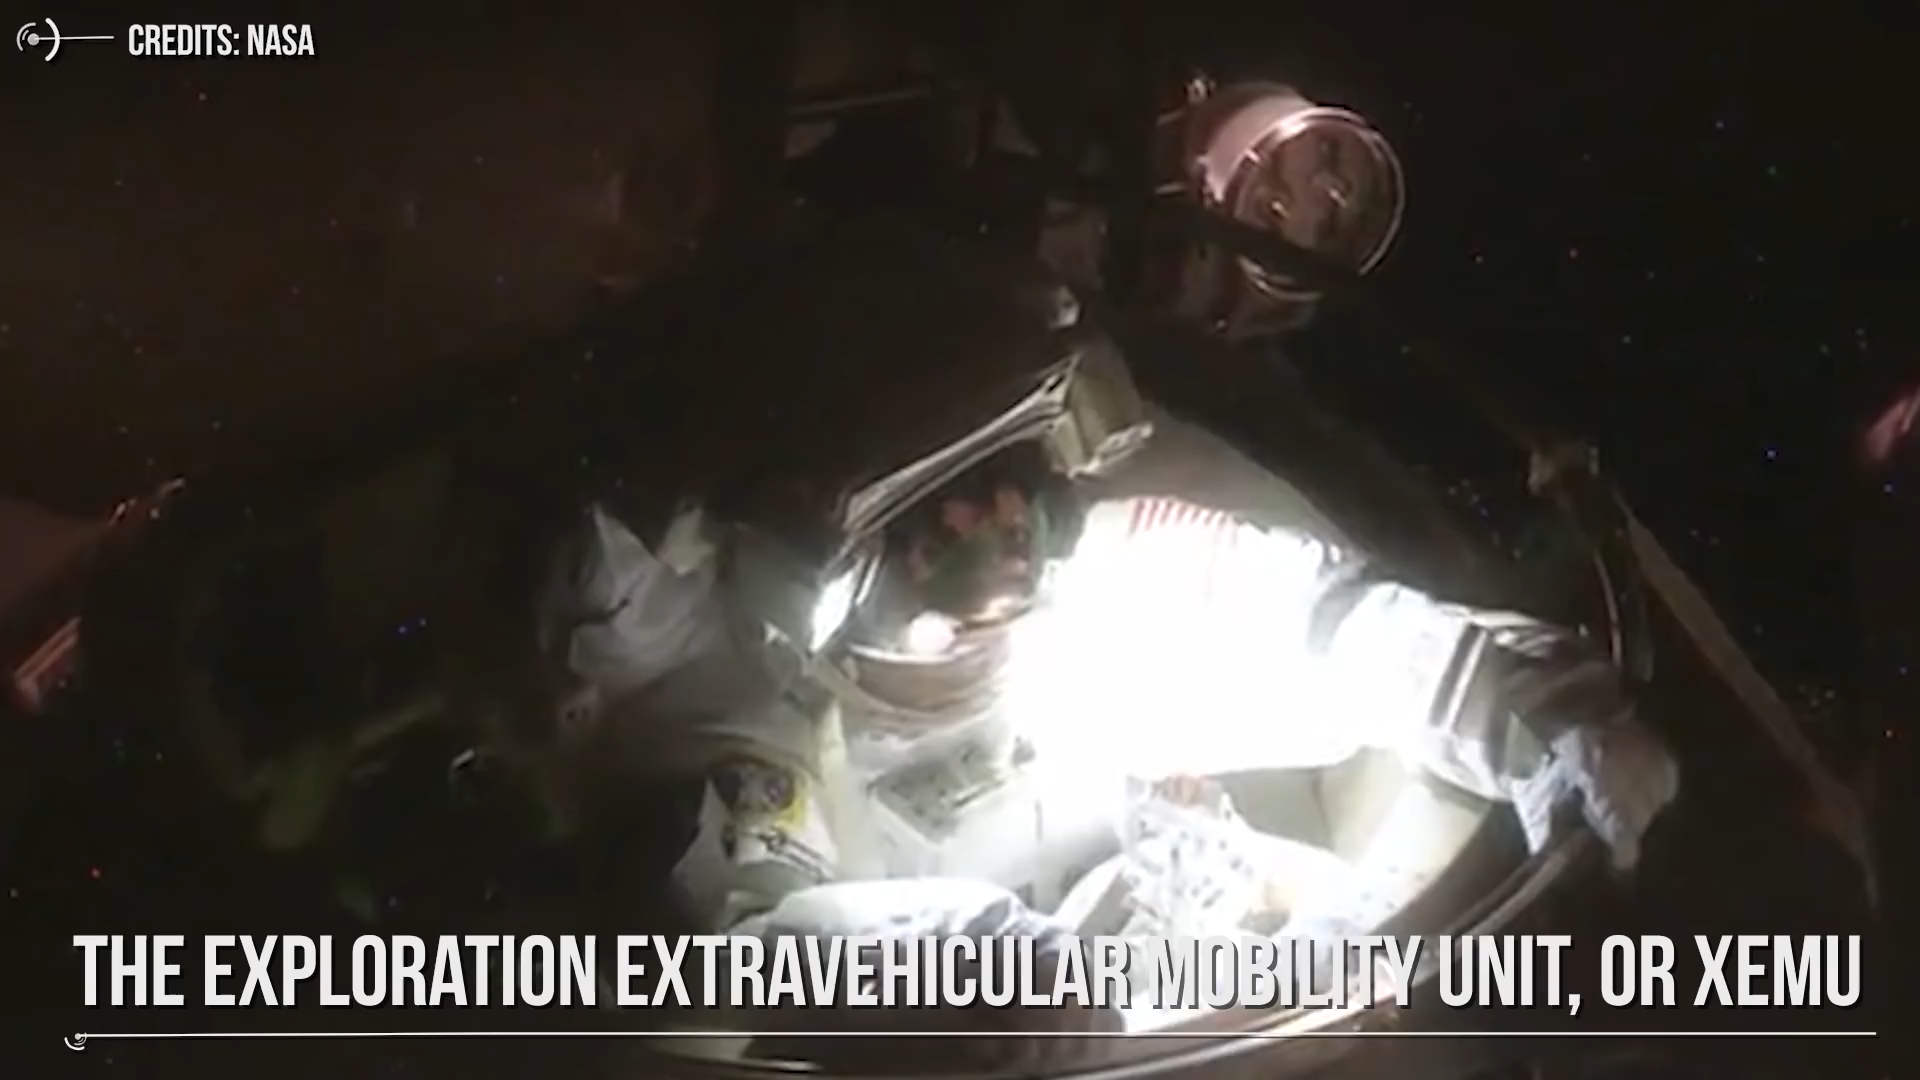 CREDITS: NASA
THE EXPLORATION EXTRAVEHICULAR MOBILITY UNIT, OR XEMU